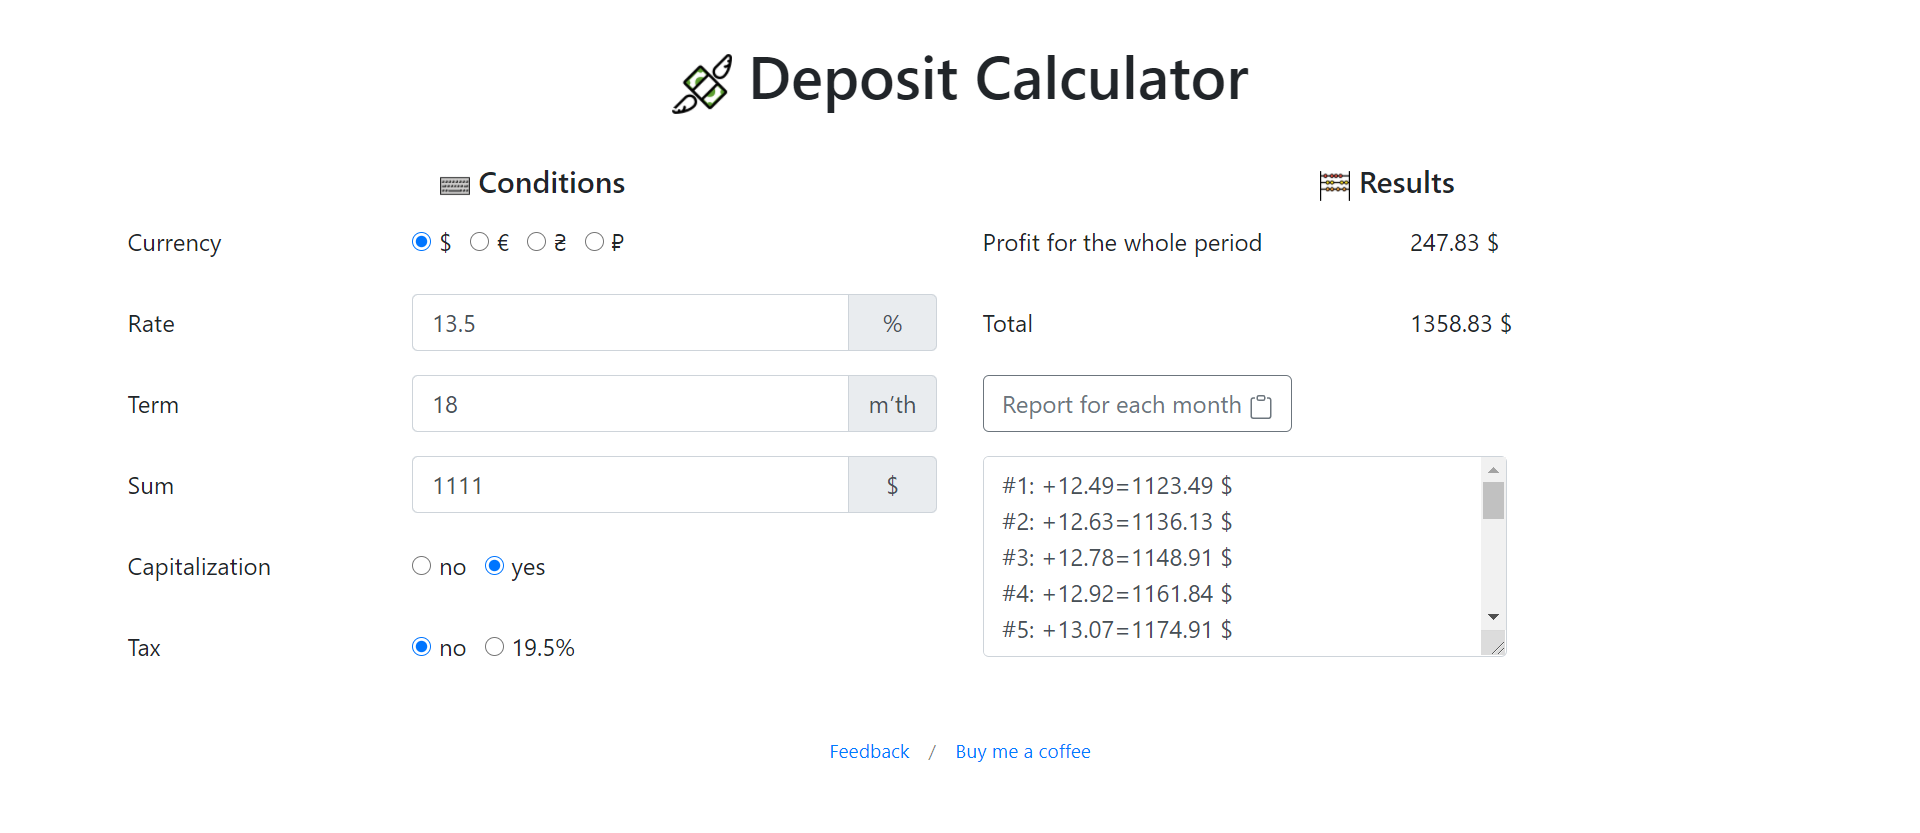 Deposit Calculator
Conditions
Currency $ € ₴ ₽
Rate 13.5 %
Term 18 m’th
Sum 1111 $
Capitalization no yes
Tax no 19.5%
Results
Profit for the whole period 247.83 $
Total 1358.83 $
Report for each month
#1: +12.49=1123.49 $
#2: +12.63=1136.13 $
#3: +12.78=1148.91 $
#4: +12.92=1161.84 $
#5: +13.07=1174.91 $
Feedback / Buy me a coffee